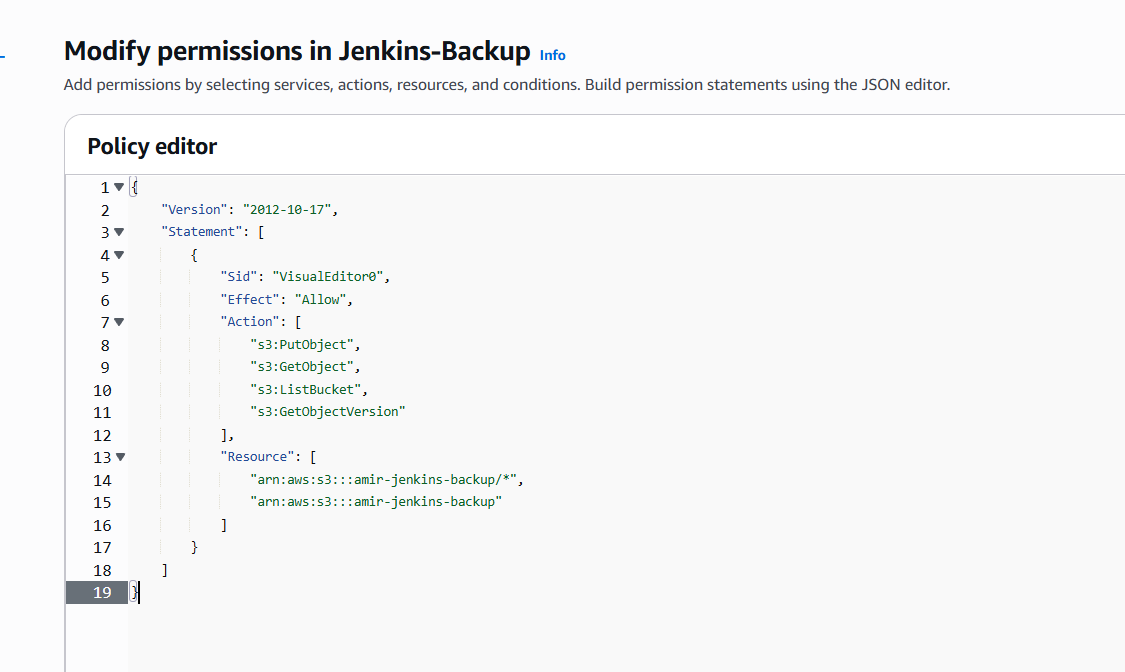 Modify permissions in Jenkins-Backup Info
Add permissions by selecting services, actions, resources, and conditions. Build permission statements using the JSON editor.
Policy editor
1 {
2 "Version": "2012-10-17",
3 "Statement": [
4 {
5 "Sid": "VisualEditor0",
6 "Effect": "Allow",
7 "Action": [
8 "s3:PutObject",
9 "s3:GetObject",
10 "s3:ListBucket",
11 "s3:GetObjectVersion"
12 ],
13 "Resource": [
14 "arn:aws:s3:::amir-jenkins-backup/*",
15 "arn:aws:s3:::amir-jenkins-backup"
16 ]
17 }
18 ]
19 }